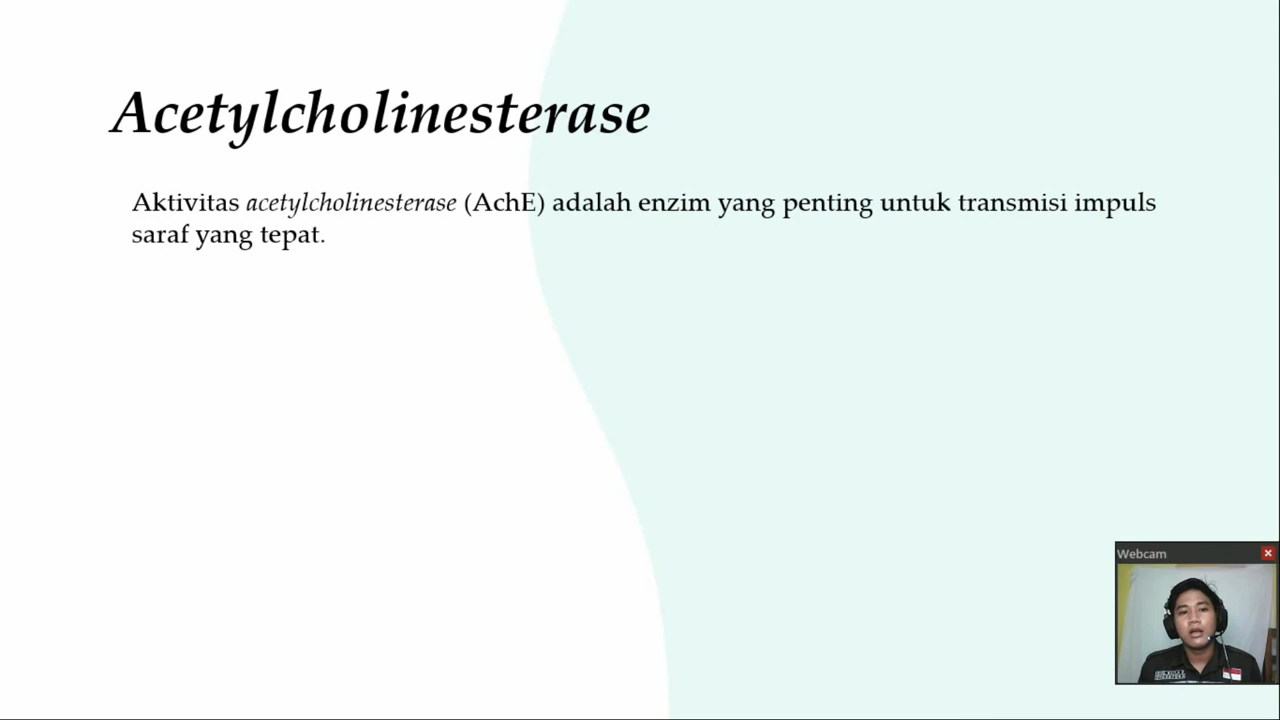 Acetylcholinesterase
Aktivitas acetylcholinesterase (AchE) adalah enzim yang penting untuk transmisi impuls
saraf yang tepat.
Webcam